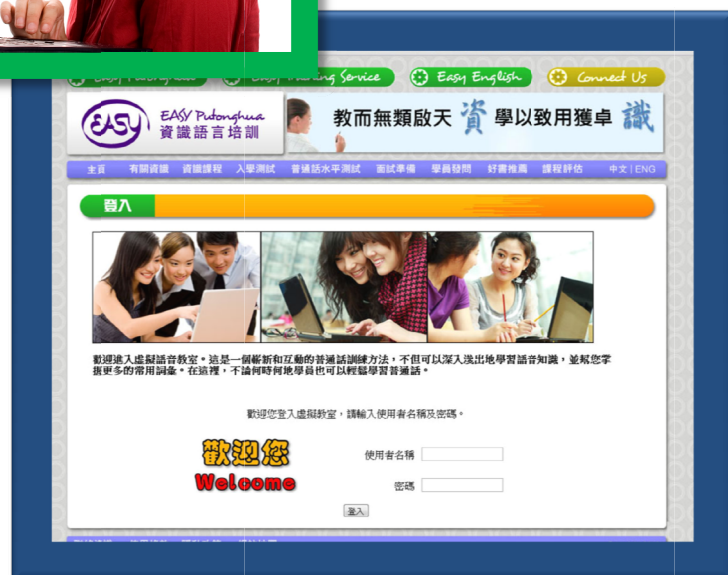 Easy Service
Easy English
Connect Us
EASY
EASY Putonghua
資識語言培訓
教而無類啟天資 學以致用獲卓識
主頁 有關資識 資識課程 入學測試 普通話水平測試 面試準備 學員發問 好書推薦 課程評估 中文 | ENG
登入
歡迎進入虛擬語音教室。這是一個嶄新和互動的普通話訓練方法,不但可以深入淺出地學習語音知識,並幫您掌
握更多的常用詞彙。在這裡,不論何時何地學員也可以輕鬆學習普通話。
歡迎您登入虛擬教室,請輸入使用者名稱及密碼。
歡迎您
Welcome
使用者名稱
密碼
登入